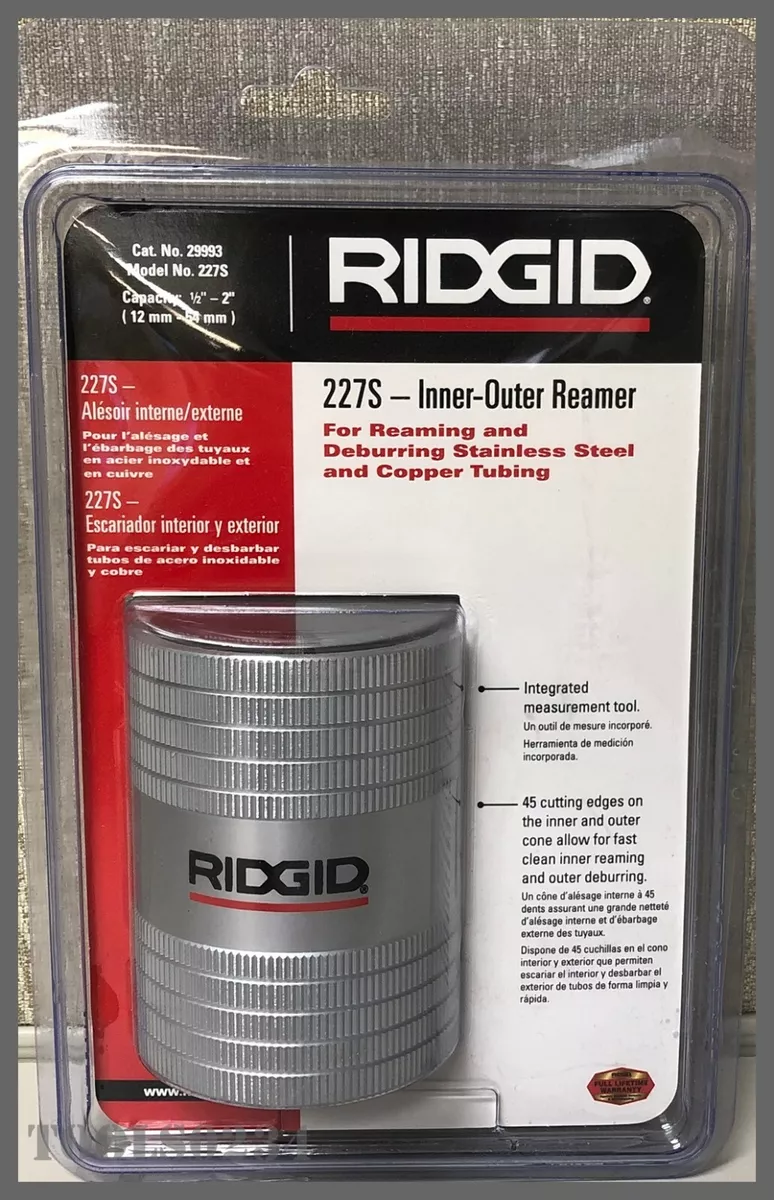 Cat. No. 29993
Model No. 227S
Capacity ½" – 2"
( 12 mm - 54 mm )
RIDGID®
227S –
Alésoir interne/externe
Pour l'alésage et
l'ébarbage des tuyaux
en acier inoxydable et
en cuivre
227S –
Escariador interior y exterior
Para escariar y desbarbar
tubos de acero inoxidable
y cobre
227S – Inner-Outer Reamer
For Reaming and
Deburring Stainless Steel
and Copper Tubing
Integrated
measurement tool.
Un outil de mesure incorporé.
Herramienta de medición
incorporada.
45 cutting edges on
the inner and outer
cone allow for fast
clean inner reaming
and outer deburring.
Un cône d'alésage interne à 45
dents assurant une grande netteté
d'alésage interne et d'ébarbage
externe des tuyaux.
Dispone de 45 cuchillas en el cono
interior y exterior que permiten
escariar el interior y desbarbar el
exterior de tubos de forma limpia y
rápida.
RIDGID®
RIDGID
FULL LIFETIME
WARRANTY
www.